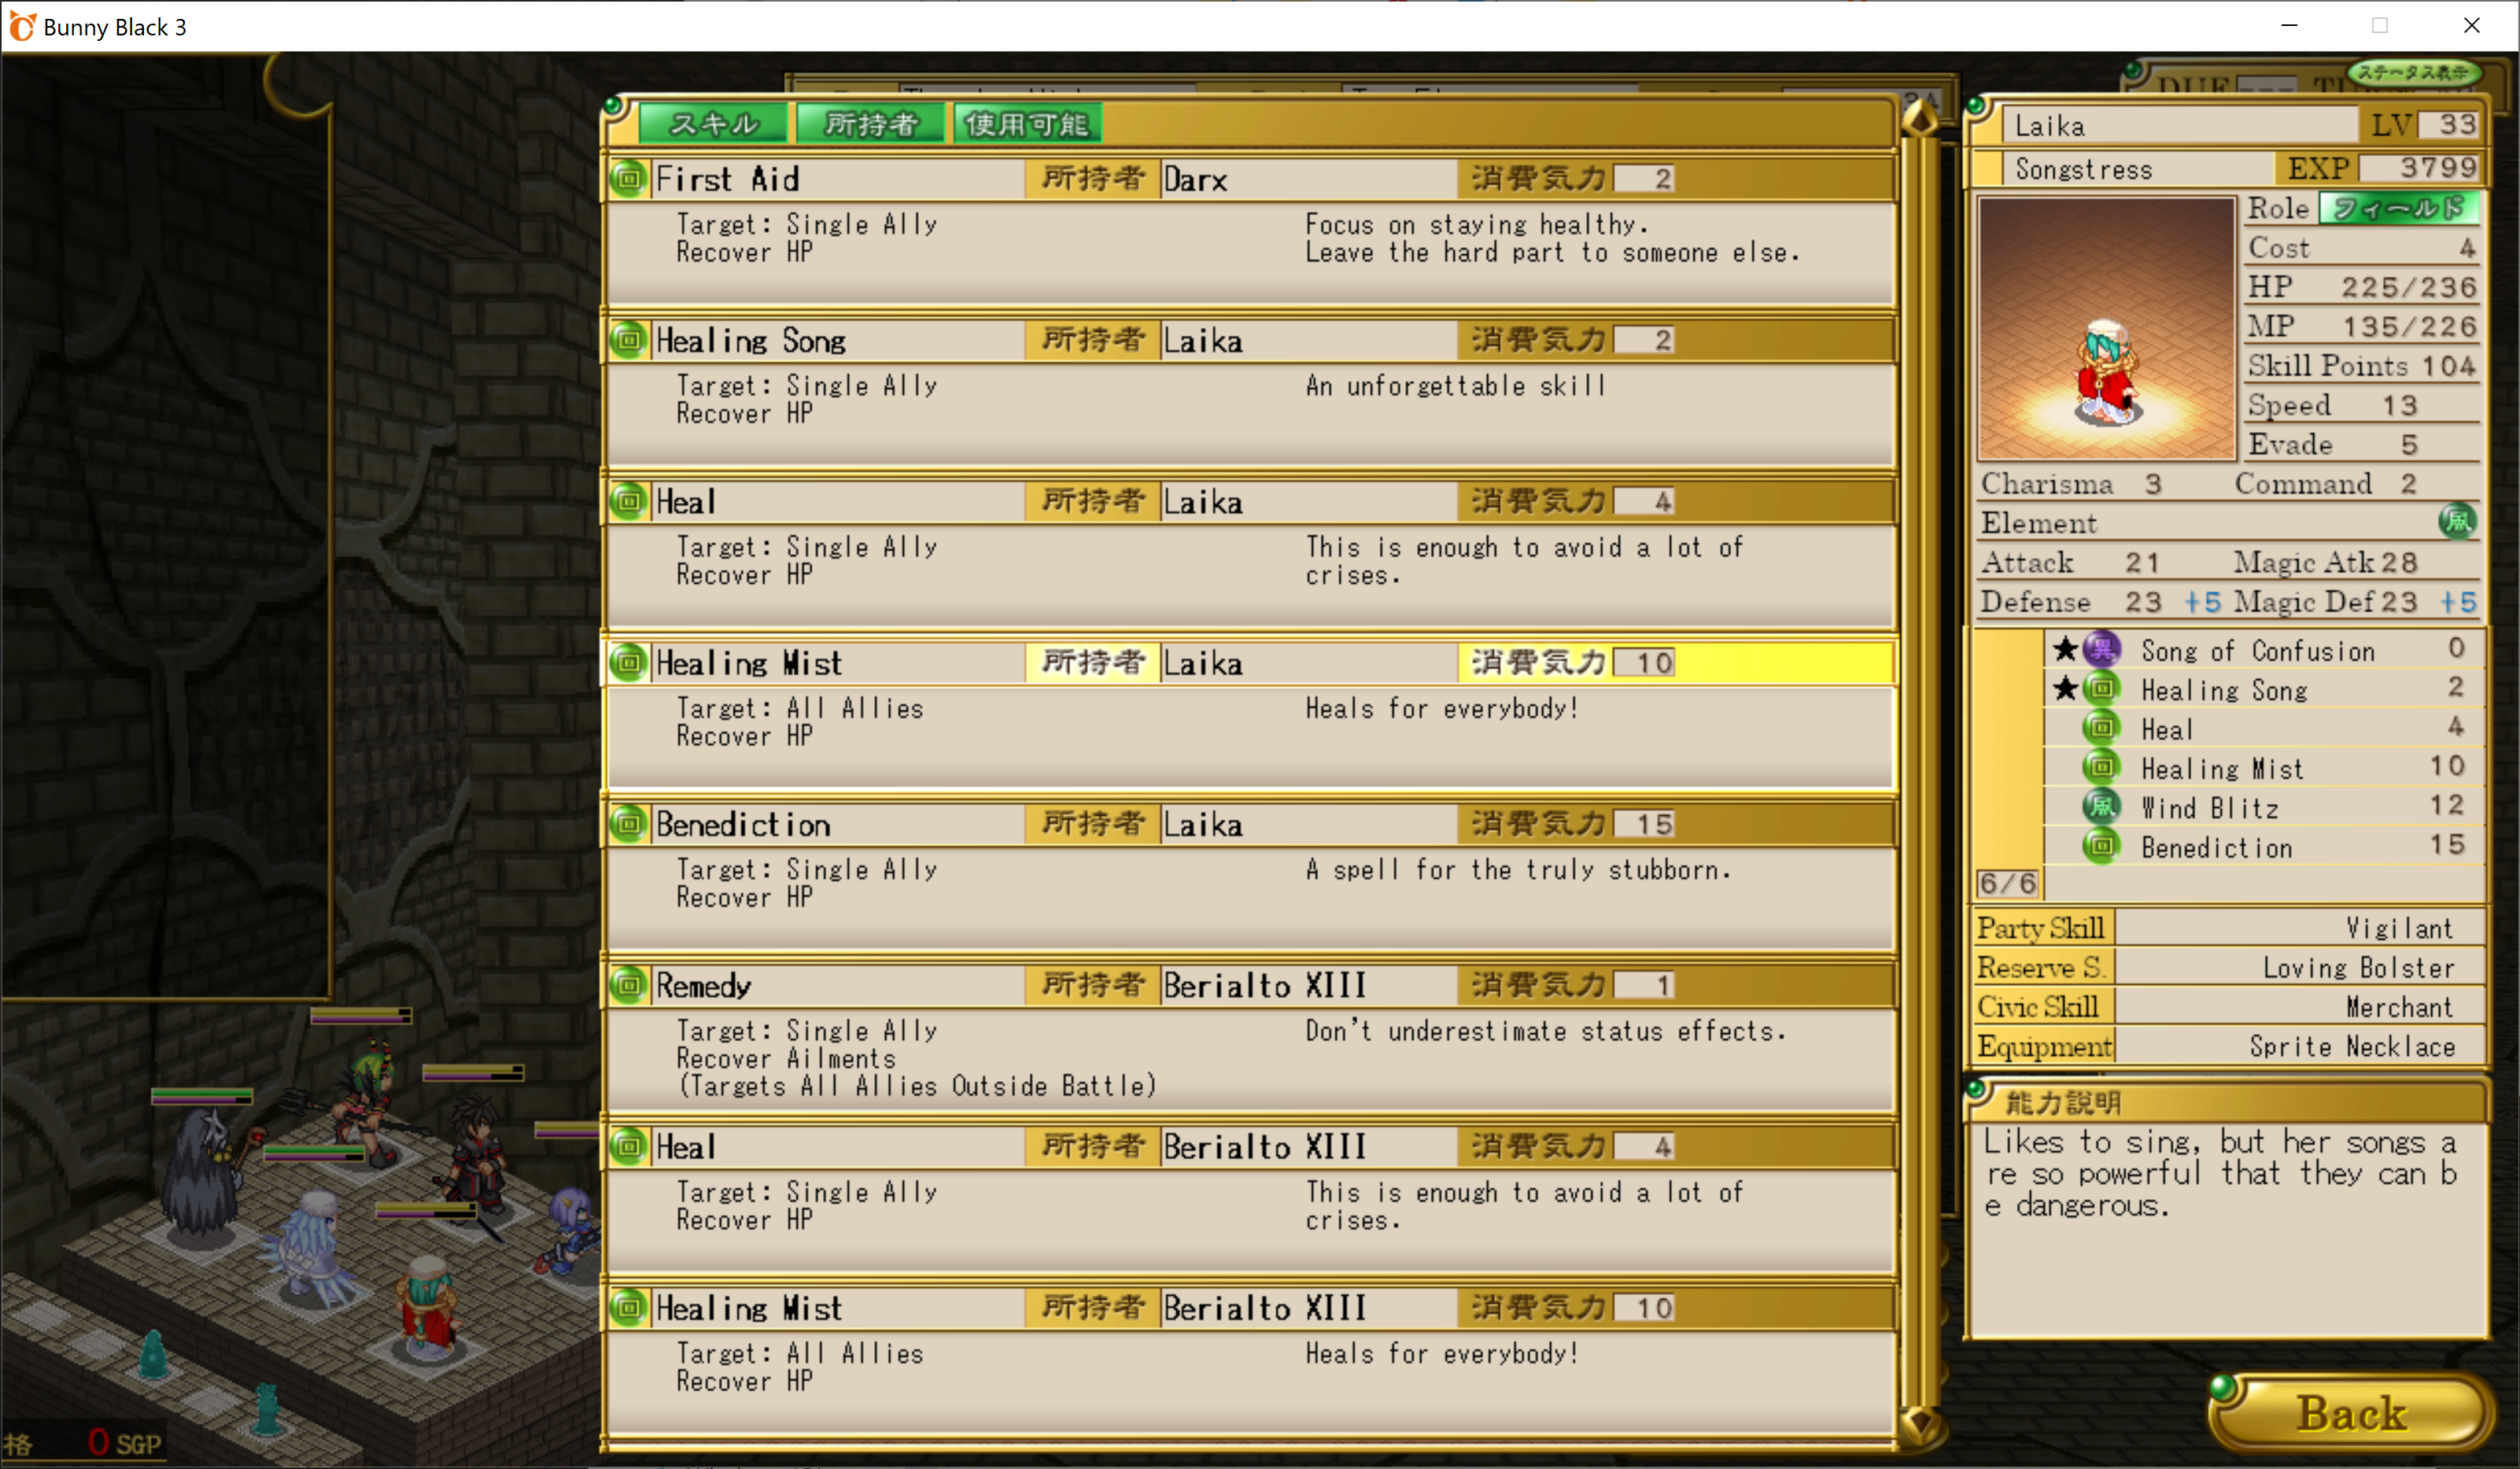 Bunny Black 3
ステータス表示
スキル 所持者 使用可能
First Aid 所持者 Darx 消費気力 2
Target: Single Ally Focus on staying healthy.
Recover HP Leave the hard part to someone else.
Healing Song 所持者 Laika 消費気力 2
Target: Single Ally An unforgettable skill
Recover HP
Heal 所持者 Laika 消費気力 4
Target: Single Ally This is enough to avoid a lot of
Recover HP crises.
Healing Mist 所持者 Laika 消費気力 10
Target: All Allies Heals for everybody!
Recover HP
Benediction 所持者 Laika 消費気力 15
Target: Single Ally A spell for the truly stubborn.
Recover HP
Remedy 所持者 Berialto XIII 消費気力 1
Target: Single Ally Don't underestimate status effects.
Recover Ailments
(Targets All Allies Outside Battle)
Heal 所持者 Berialto XIII 消費気力 4
Target: Single Ally This is enough to avoid a lot of
Recover HP crises.
Healing Mist 所持者 Berialto XIII 消費気力 10
Target: All Allies Heals for everybody!
Recover HP
格 0 SGP
Laika LV 33
Songstress EXP 3799
Role フィールド
Cost 4
HP 225/236
MP 135/226
Skill Points 104
Speed 13
Evade 5
Charisma 3 Command 2
Element 風
Attack 21 Magic Atk 28
Defense 23 +5 Magic Def 23 +5
★ 異 Song of Confusion 0
★ 回 Healing Song 2
回 Heal 4
回 Healing Mist 10
風 Wind Blitz 12
回 Benediction 15
6/6
Party Skill Vigilant
Reserve S. Loving Bolster
Civic Skill Merchant
Equipment Sprite Necklace
能力説明
Likes to sing, but her songs a
re so powerful that they can b
e dangerous.
Back